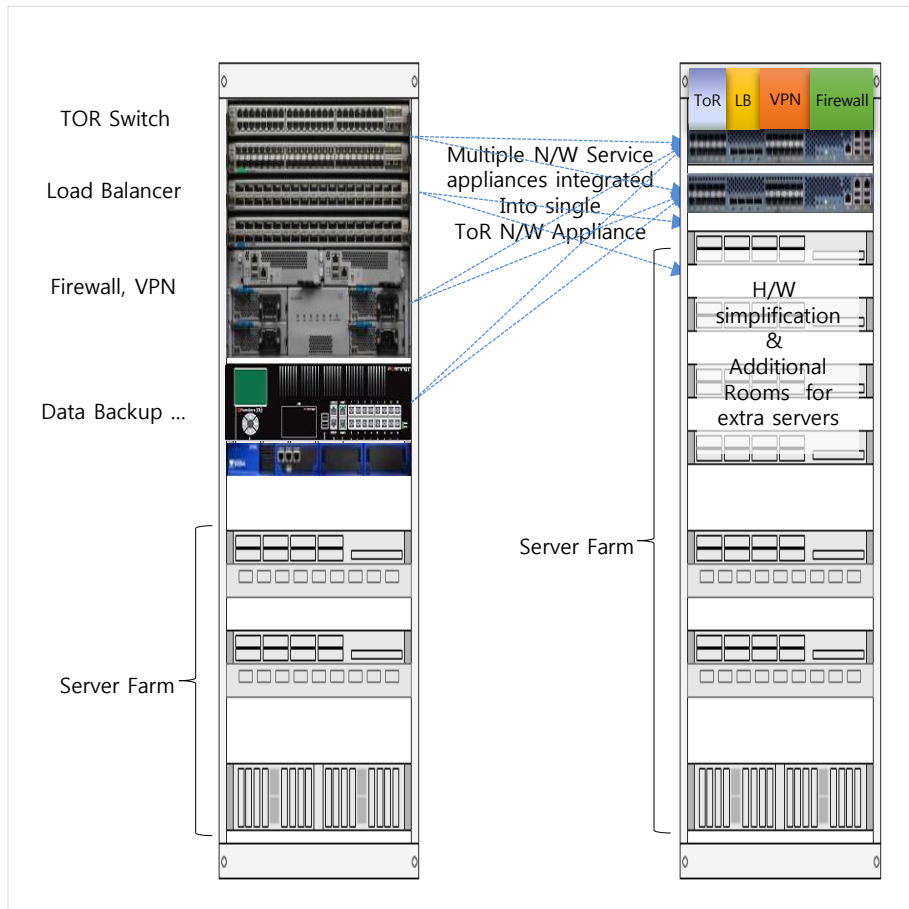 TOR Switch
Load Balancer
Firewall, VPN
Data Backup ...
Server Farm
Multiple N/W Service
appliances integrated
Into single
ToR N/W Appliance
ToR LB VPN Firewall
H/W
simplification
&
Additional
Rooms for
extra servers
Server Farm
FORTINET